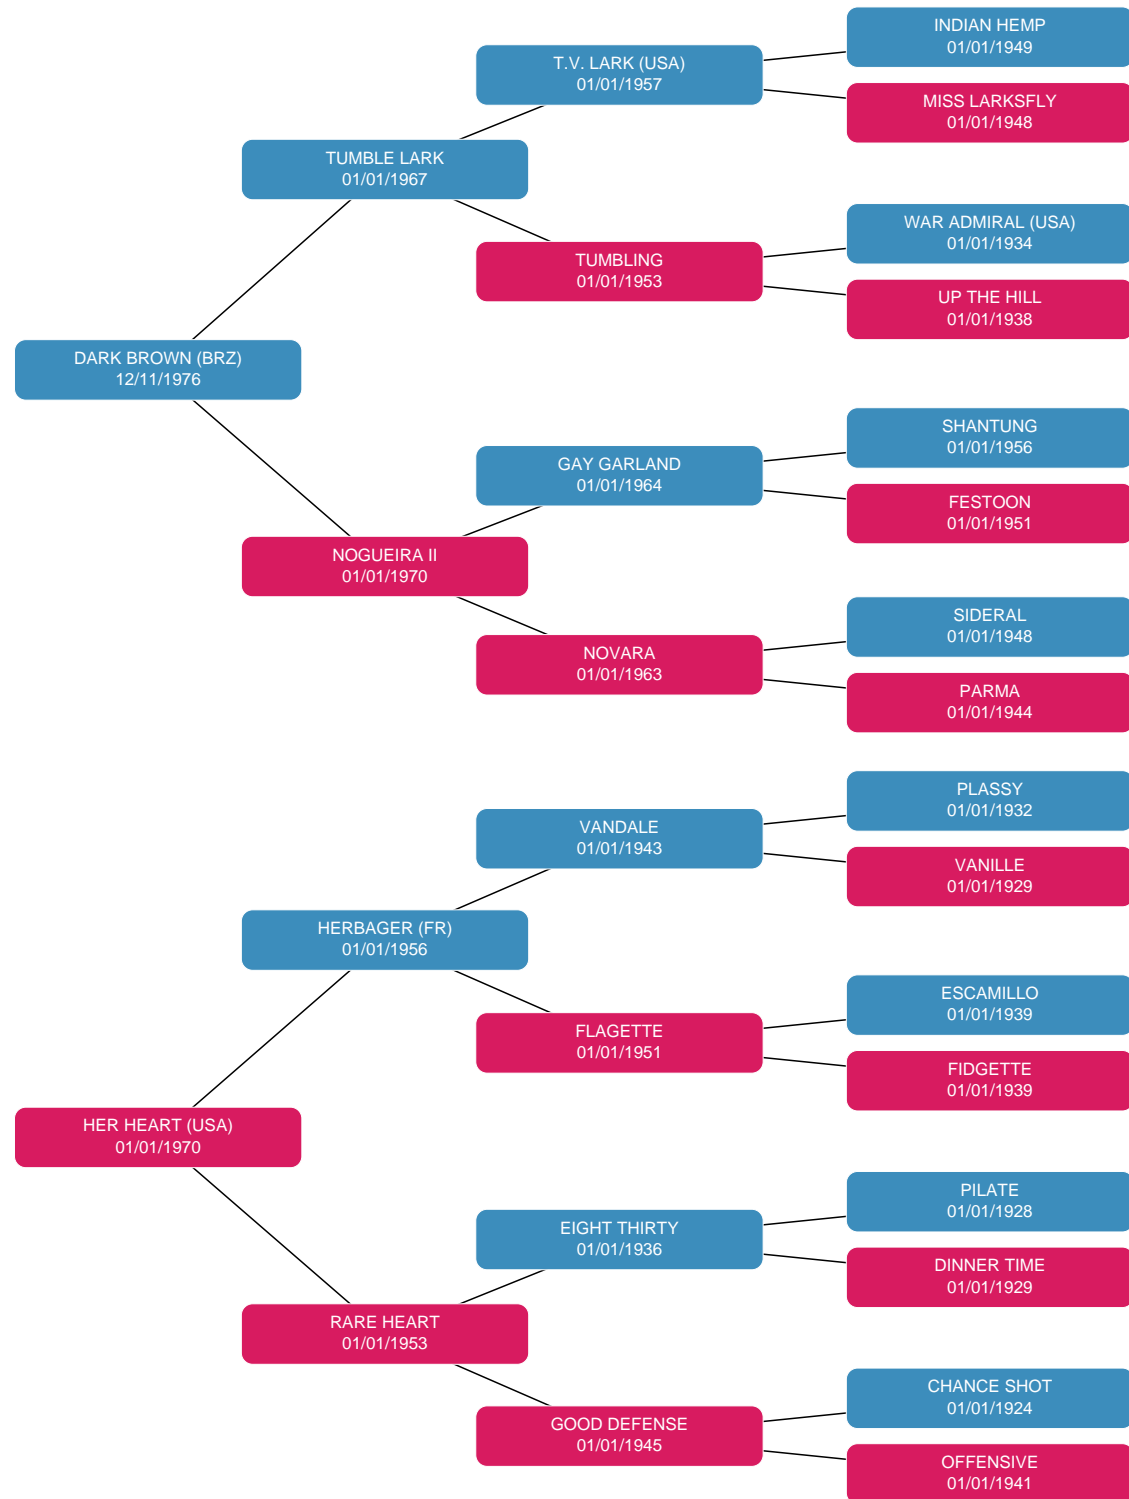 INDIAN HEMP
01/01/1949
T.V. LARK (USA)
01/01/1957
MISS LARKSFLY
01/01/1948
TUMBLE LARK
01/01/1967
WAR ADMIRAL (USA)
01/01/1934
TUMBLING
01/01/1953
UP THE HILL
01/01/1938
DARK BROWN (BRZ)
12/11/1976
SHANTUNG
01/01/1956
GAY GARLAND
01/01/1964
FESTOON
01/01/1951
NOGUEIRA II
01/01/1970
SIDERAL
01/01/1948
NOVARA
01/01/1963
PARMA
01/01/1944
PLASSY
01/01/1932
VANDALE
01/01/1943
VANILLE
01/01/1929
HERBAGER (FR)
01/01/1956
ESCAMILLO
01/01/1939
FLAGETTE
01/01/1951
FIDGETTE
01/01/1939
HER HEART (USA)
01/01/1970
PILATE
01/01/1928
EIGHT THIRTY
01/01/1936
DINNER TIME
01/01/1929
RARE HEART
01/01/1953
CHANCE SHOT
01/01/1924
GOOD DEFENSE
01/01/1945
OFFENSIVE
01/01/1941